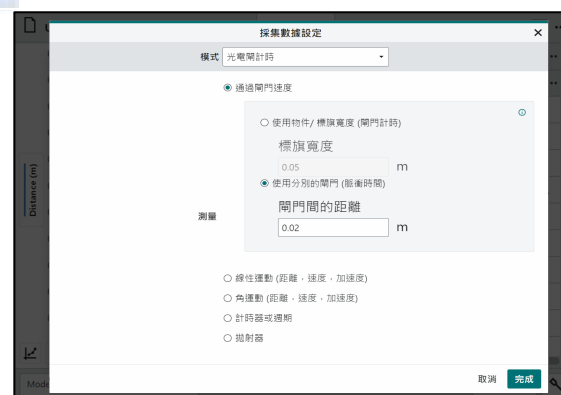 採集數據設定
模式 光電閘計時
通過閘門速度
使用物件/ 標旗寬度 (閘門計時)
標旗寬度
0.05 m
使用分別的閘門 (脈衝時間)
閘門間的距離
測量
0.02 m
線性運動 (距離，速度，加速度)
角運動 (距離，速度，加速度)
計時器或週期
拋射器
取消 完成
Distance (m)
Mode